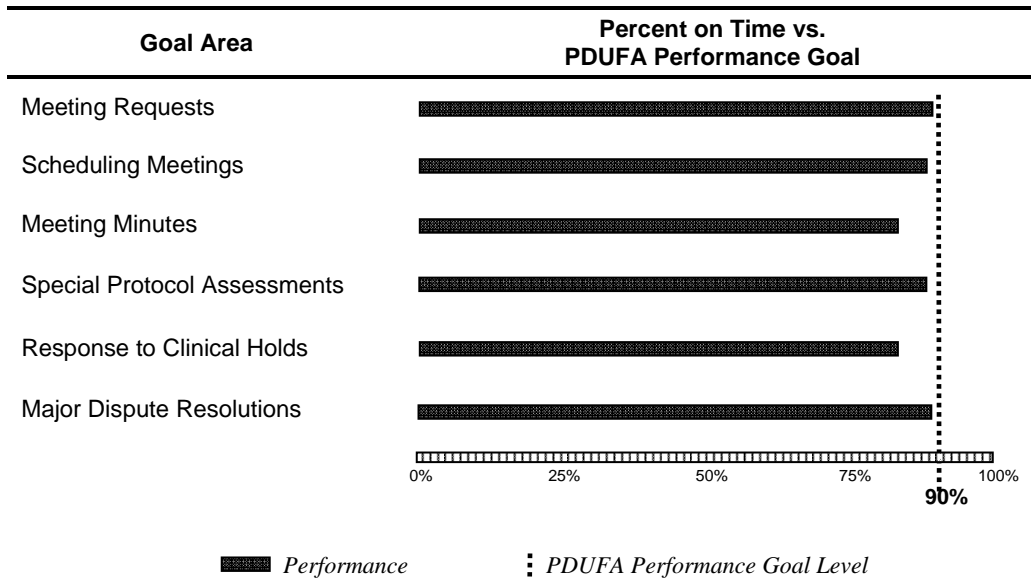 Goal Area
Percent on Time vs.
PDUFA Performance Goal
Meeting Requests
Scheduling Meetings
Meeting Minutes
Special Protocol Assessments
Response to Clinical Holds
Major Dispute Resolutions
0% 25% 50% 75% 100%
90%
Performance PDUFA Performance Goal Level